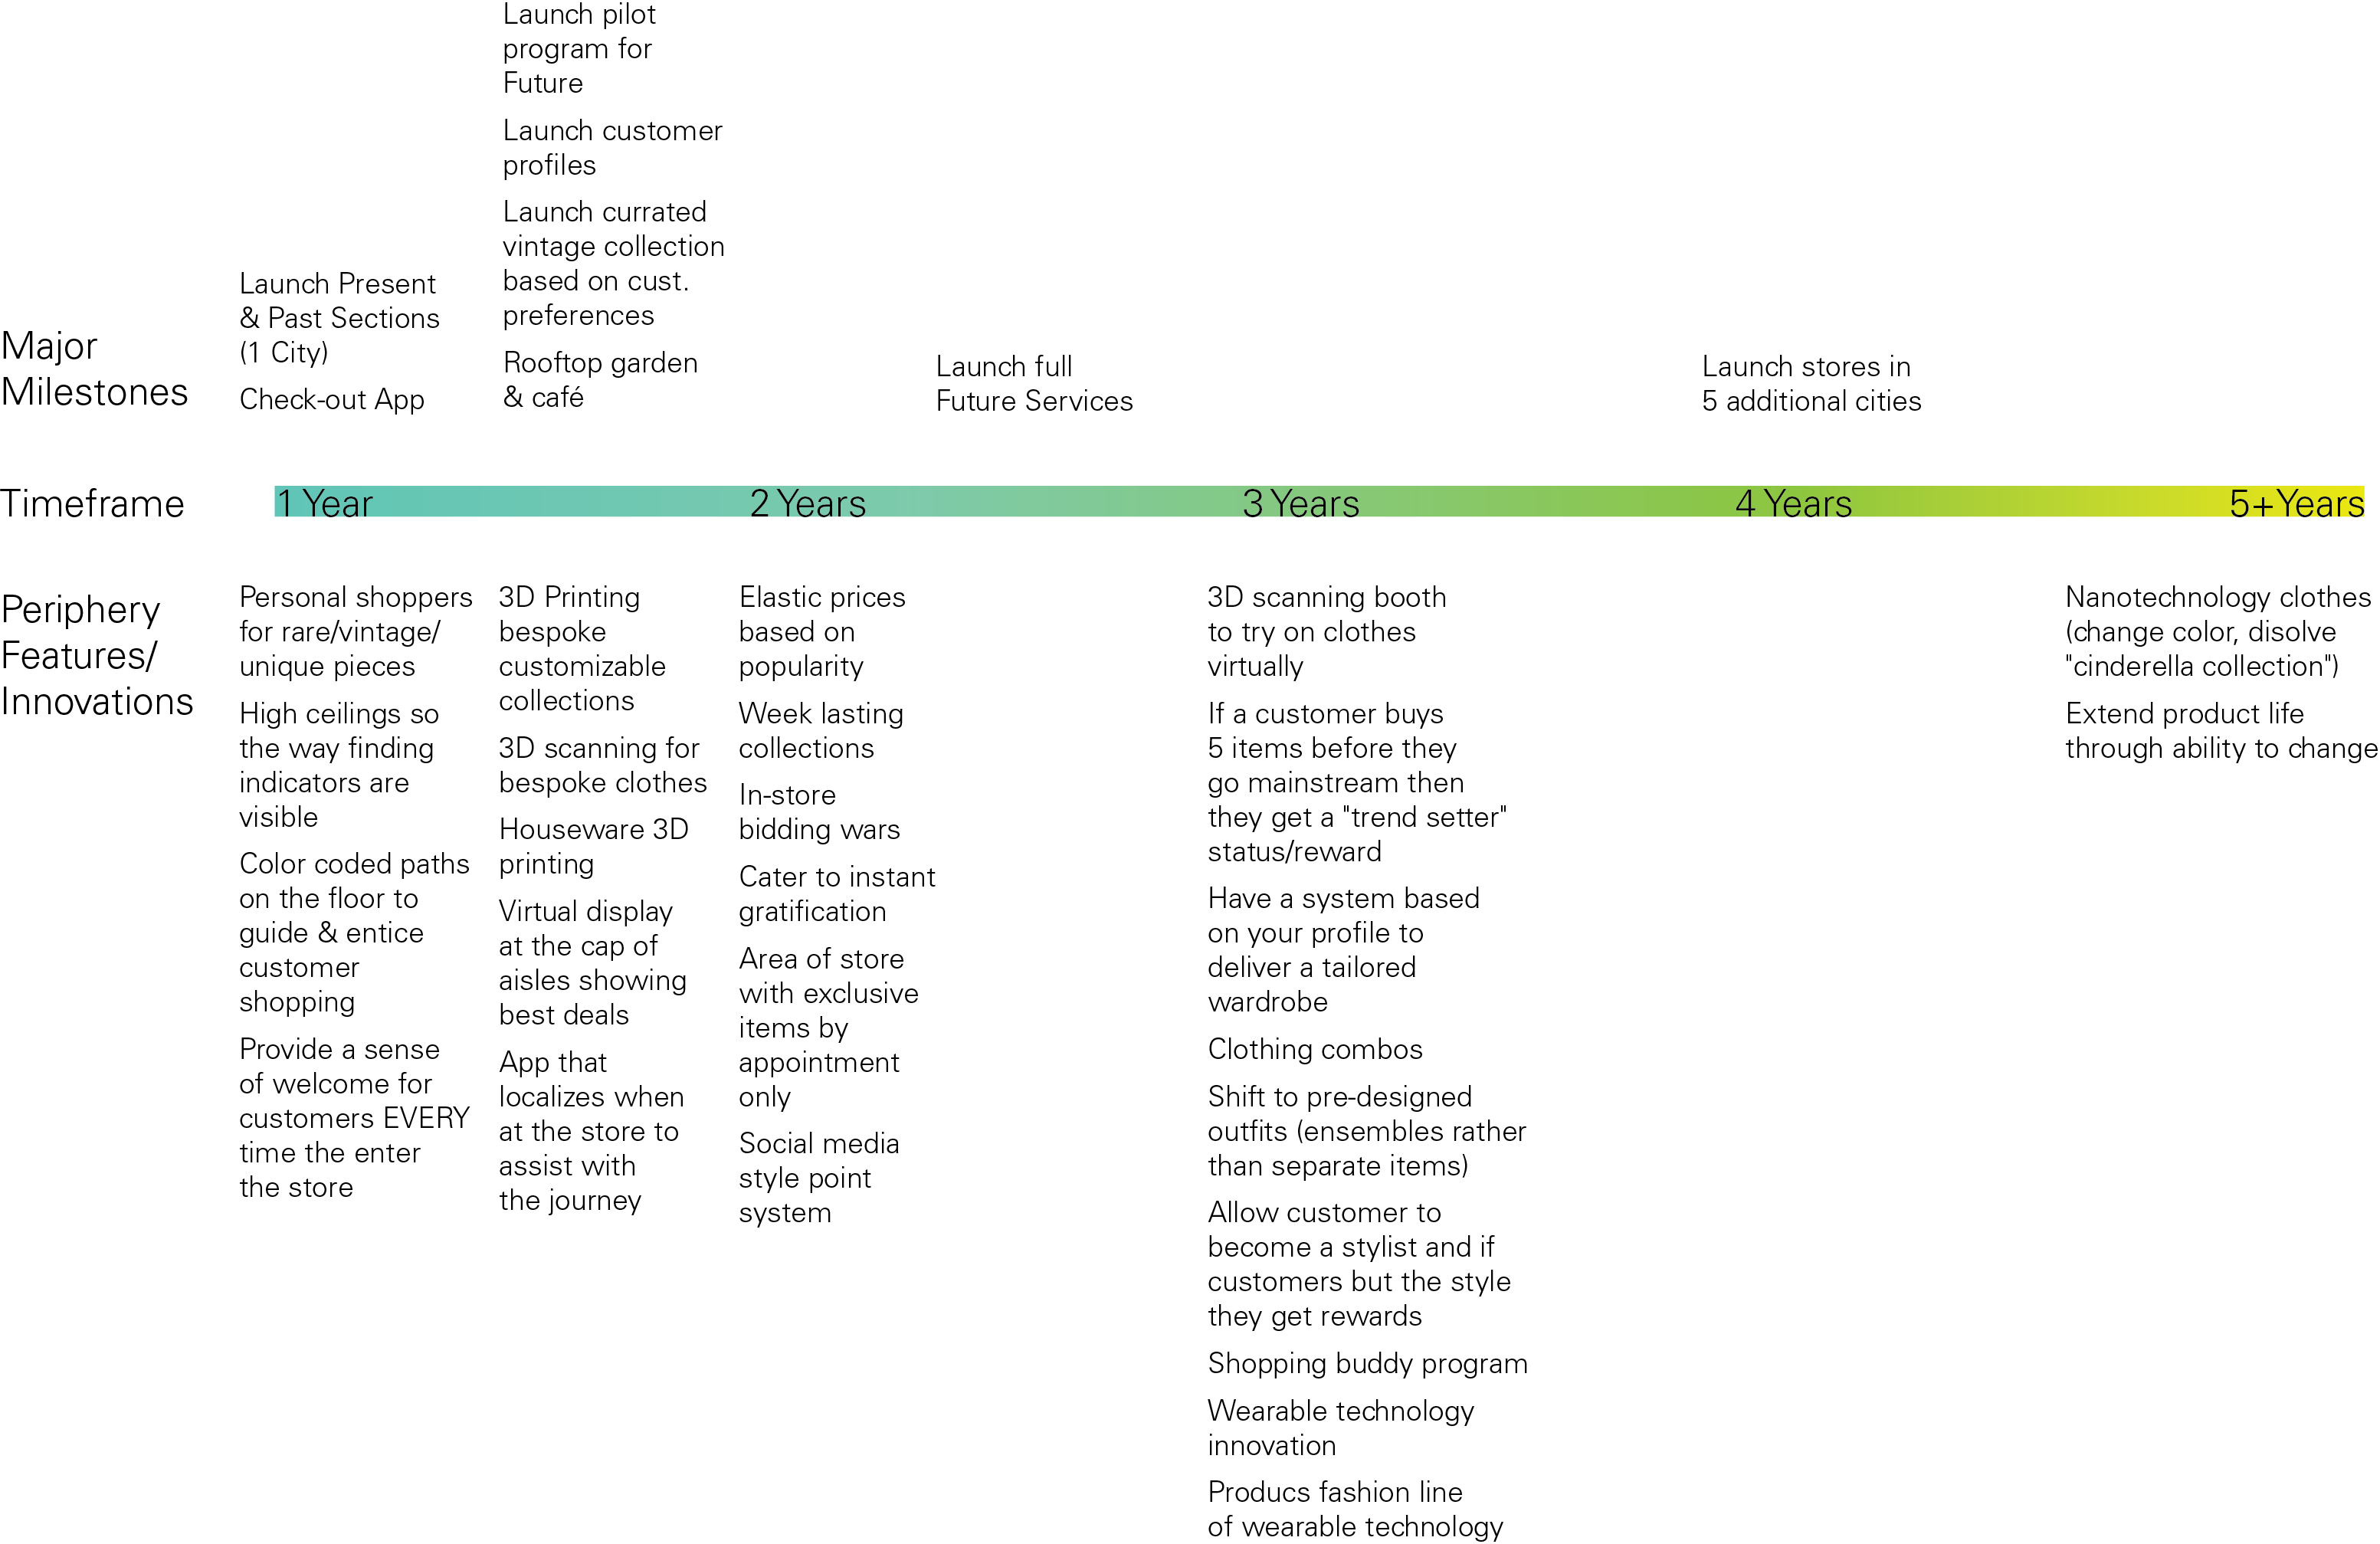 Major
Milestones
Launch Present
& Past Sections
(1 City)
Check-out App
Launch pilot
program for
Future
Launch customer
profiles
Launch currated
vintage collection
based on cust.
preferences
Rooftop garden
& café
Launch full
Future Services
Launch stores in
5 additional cities
Timeframe
1 Year
2 Years
3 Years
4 Years
5+Years
Periphery
Features/
Innovations
Personal shoppers
for rare/vintage/
unique pieces
High ceilings so
the way finding
indicators are
visible
Color coded paths
on the floor to
guide & entice
customer
shopping
Provide a sense
of welcome for
customers EVERY
time the enter
the store
3D Printing
bespoke
customizable
collections
3D scanning for
bespoke clothes
Houseware 3D
printing
Virtual display
at the cap of
aisles showing
best deals
App that
localizes when
at the store to
assist with
the journey
Elastic prices
based on
popularity
Week lasting
collections
In-store
bidding wars
Cater to instant
gratification
Area of store
with exclusive
items by
appointment
only
Social media
style point
system
3D scanning booth
to try on clothes
virtually
If a customer buys
5 items before they
go mainstream then
they get a "trend setter"
status/reward
Have a system based
on your profile to
deliver a tailored
wardrobe
Clothing combos
Shift to pre-designed
outfits (ensembles rather
than separate items)
Allow customer to
become a stylist and if
customers but the style
they get rewards
Shopping buddy program
Wearable technology
innovation
Producs fashion line
of wearable technology
Nanotechnology clothes
(change color, disolve
"cinderella collection")
Extend product life
through ability to change